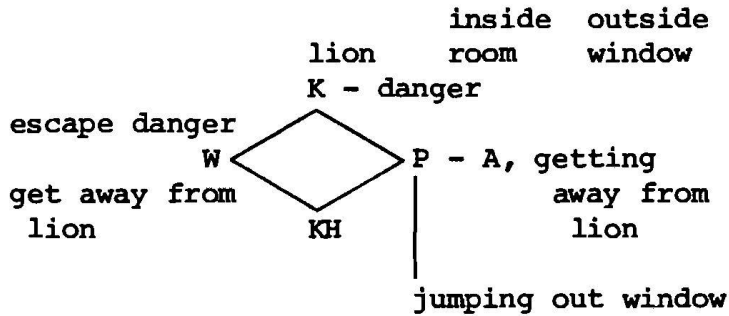 inside outside
lion room window
K - danger
escape danger
W P - A, getting
get away from away from
lion KH lion
jumping out window